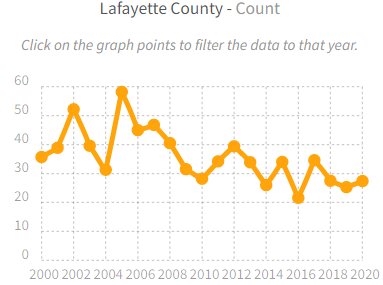 Lafayette County - Count
Click on the graph points to filter the data to that year.
60
50
40
30
20
10
0
2000 2002 2004 2006 2008 2010 2012 2014 2016 2018 2020